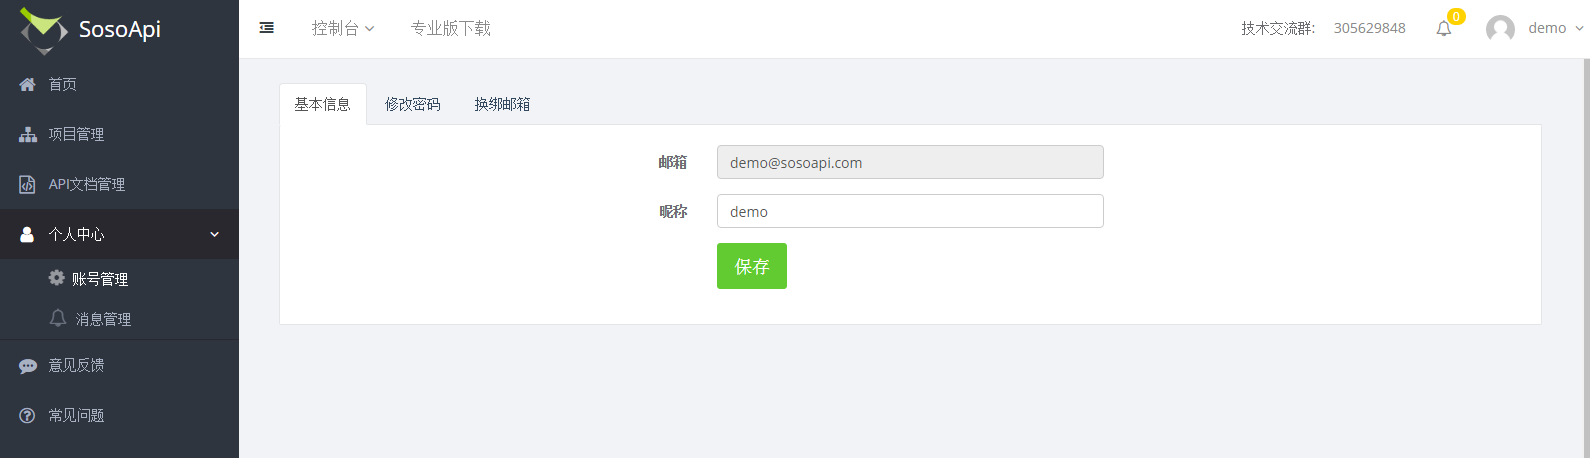 SosoApi
控制台
专业版下载
技术交流群:
305629848
0
demo
首页
项目管理
API文档管理
个人中心
账号管理
消息管理
意见反馈
常见问题
基本信息
修改密码
换绑邮箱
邮箱
demo@sosoapi.com
昵称
demo
保存